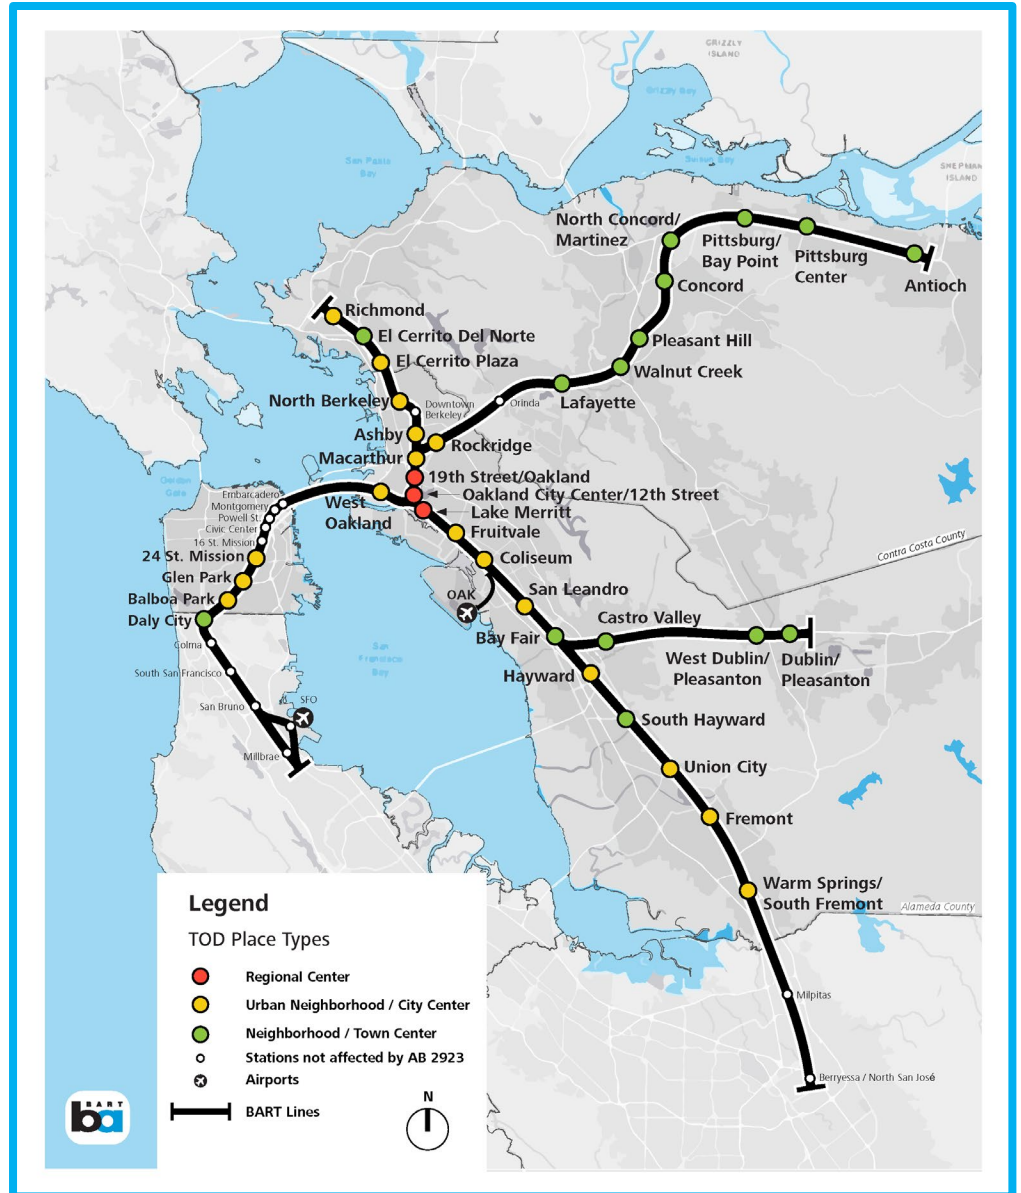 GRIZZLY
ISLAND
Grizzly Bay
San Pablo
Bay
Suisun Bay
SHERMAN
ISLAND
North Concord/
Martinez
Pittsburg/
Bay Point
Pittsburg
Center
Antioch
Concord
Richmond
El Cerrito Del Norte
El Cerrito Plaza
Pleasant Hill
Walnut Creek
North Berkeley
Downtown
Berkeley
Orinda
Lafayette
Ashby
Rockridge
Macarthur
19th Street/Oakland
Oakland City Center/12th Street
Lake Merritt
Golden
Gate
West
Oakland
Embarcadero
Montgomery
Powell St.
Civic Center
16 St. Mission
24 St. Mission
Glen Park
Balboa Park
Daly City
Fruitvale
Coliseum
OAK
San Leandro
Contra Costa County
Castro Valley
Bay Fair
West Dublin/
Pleasanton
Dublin/
Pleasanton
Colma
South San Francisco
San Francisco
Bay
San Bruno
SFO
Millbrae
Hayward
South Hayward
Union City
Fremont
Warm Springs/
South Fremont
Alameda County
Milpitas
Berryessa / North San José
Legend
TOD Place Types
Regional Center
Urban Neighborhood / City Center
Neighborhood / Town Center
Stations not affected by AB 2923
Airports
BART Lines
N
BART
ba